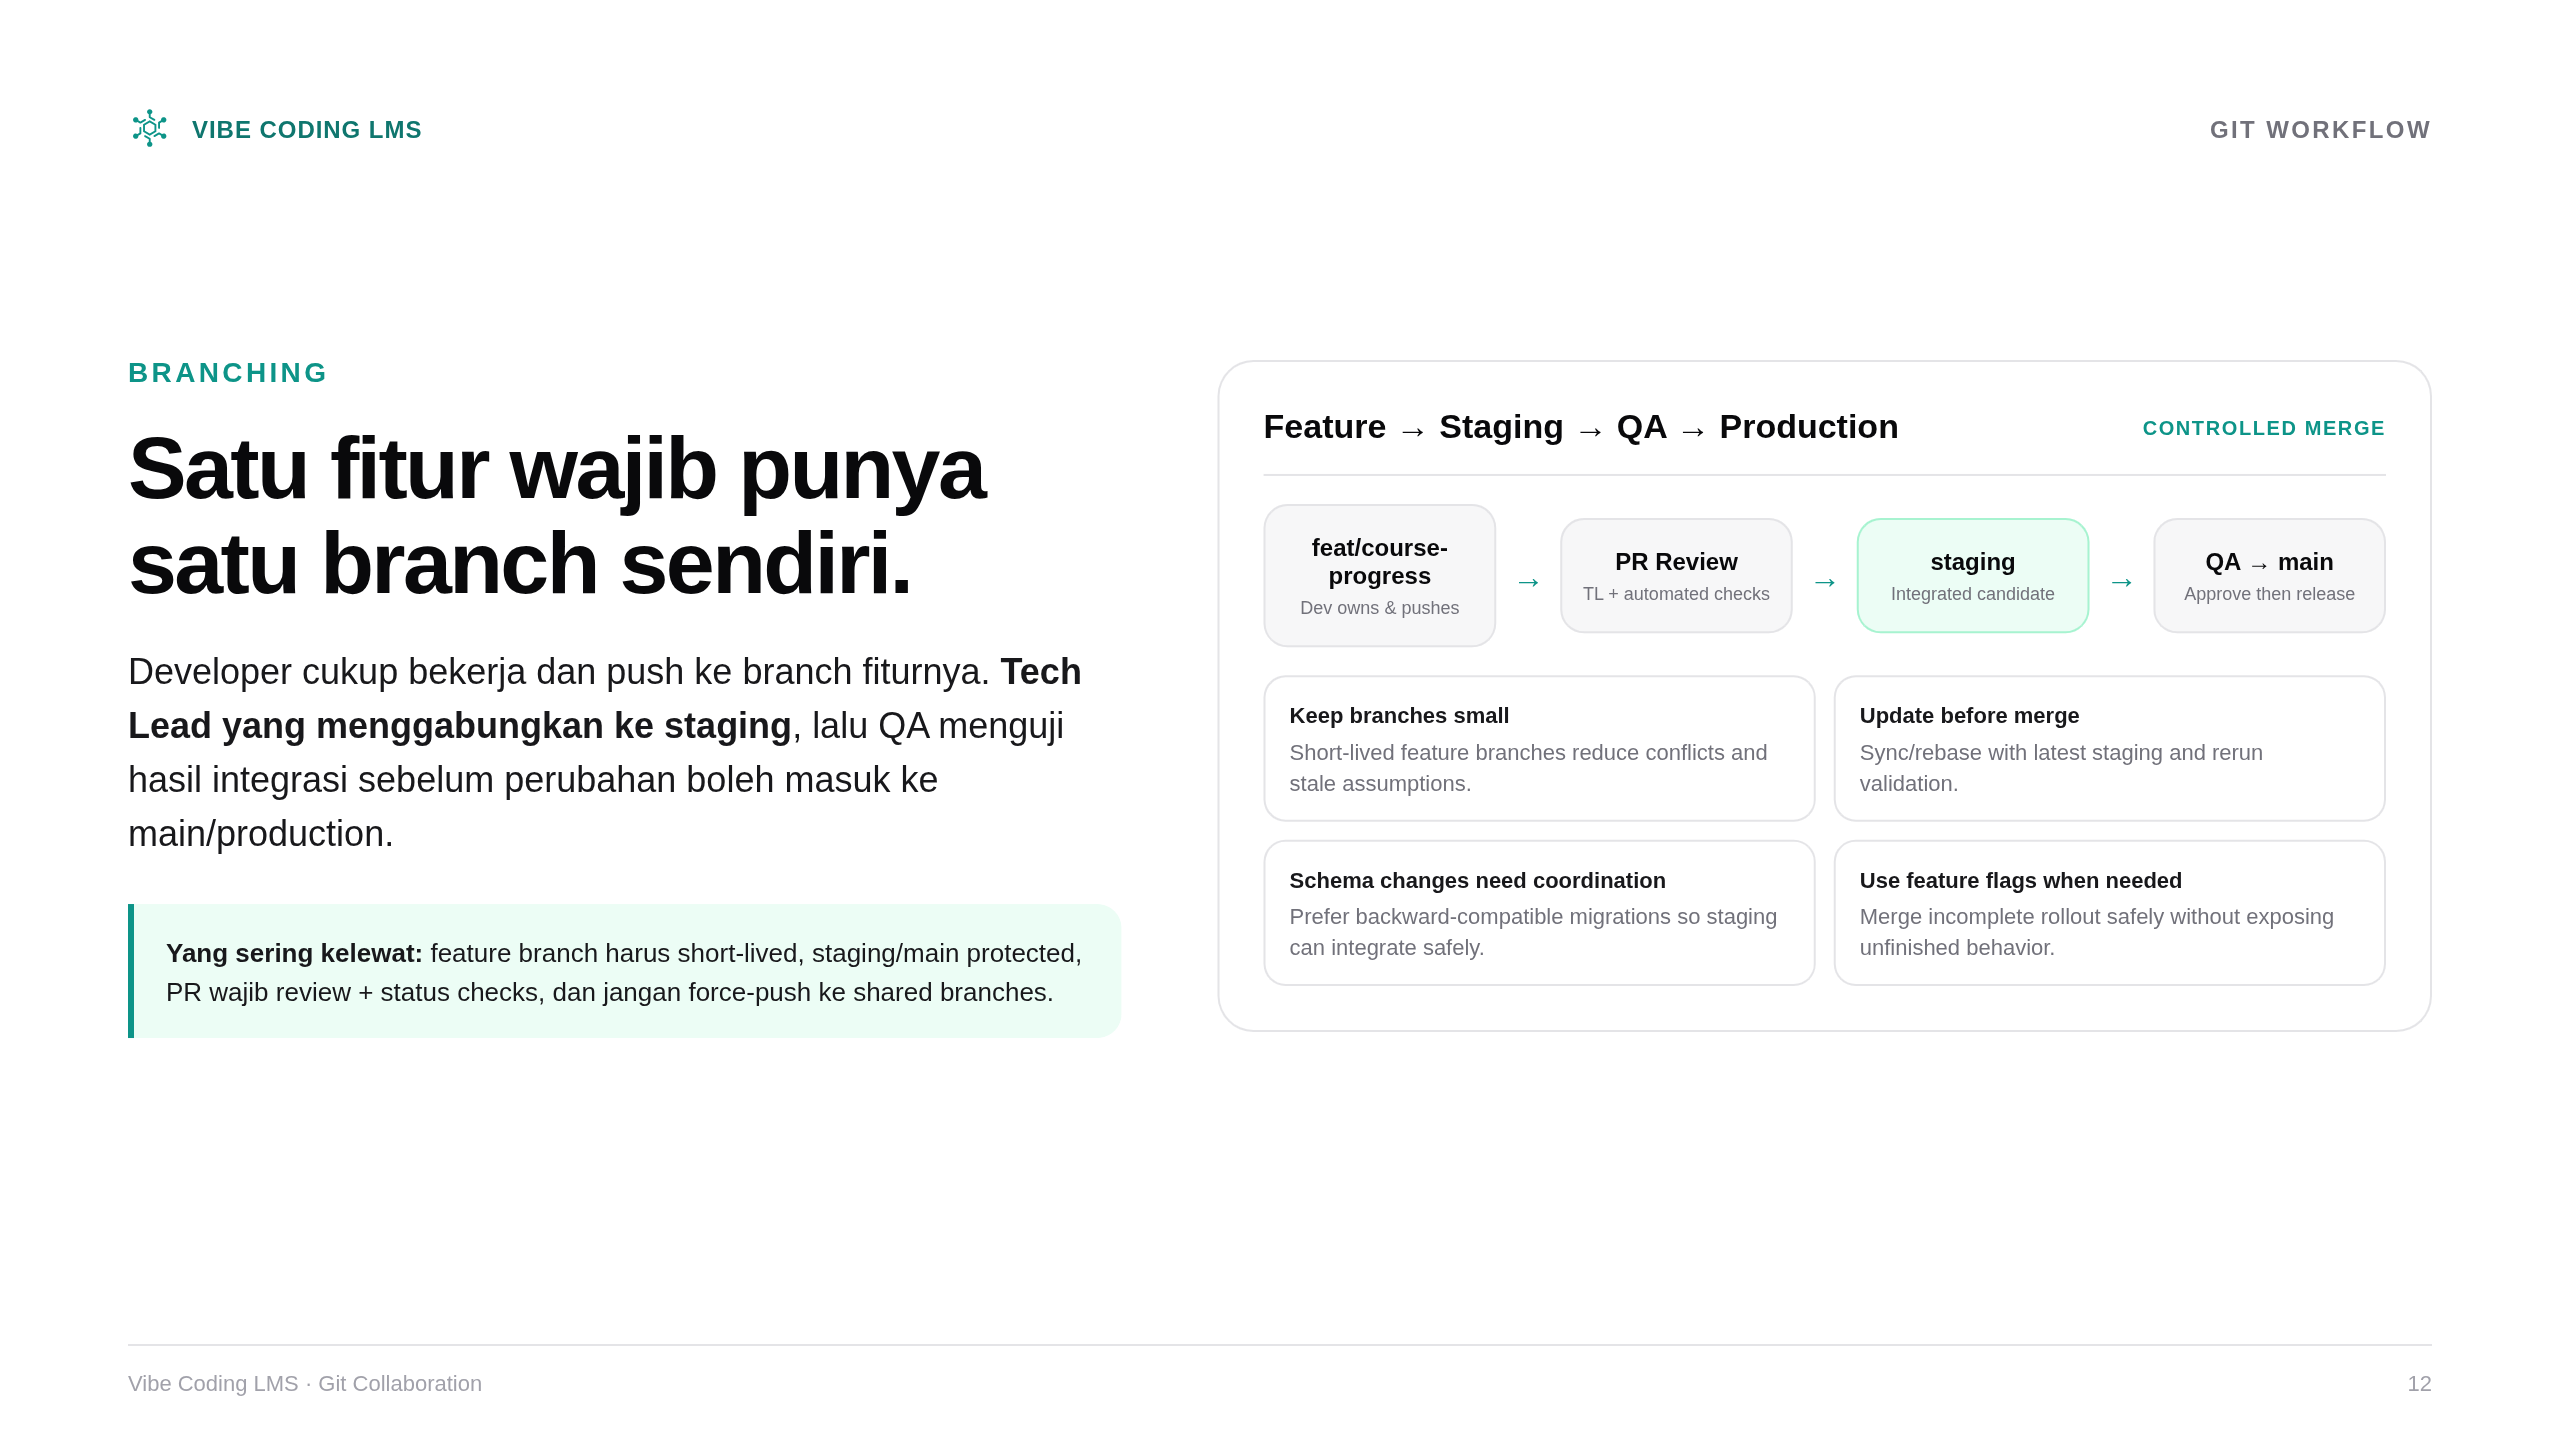 VIBE CODING LMS
GIT WORKFLOW
BRANCHING
Satu fitur wajib punya
satu branch sendiri.
Developer cukup bekerja dan push ke branch fiturnya. Tech
Lead yang menggabungkan ke staging, lalu QA menguji
hasil integrasi sebelum perubahan boleh masuk ke
main/production.
Yang sering kelewat: feature branch harus short-lived, staging/main protected,
PR wajib review + status checks, dan jangan force-push ke shared branches.
Feature → Staging → QA → Production
CONTROLLED MERGE
feat/course-
progress
Dev owns & pushes
→
PR Review
TL + automated checks
→
staging
Integrated candidate
→
QA → main
Approve then release
Keep branches small
Short-lived feature branches reduce conflicts and
stale assumptions.
Update before merge
Sync/rebase with latest staging and rerun
validation.
Schema changes need coordination
Prefer backward-compatible migrations so staging
can integrate safely.
Use feature flags when needed
Merge incomplete rollout safely without exposing
unfinished behavior.
Vibe Coding LMS · Git Collaboration
12